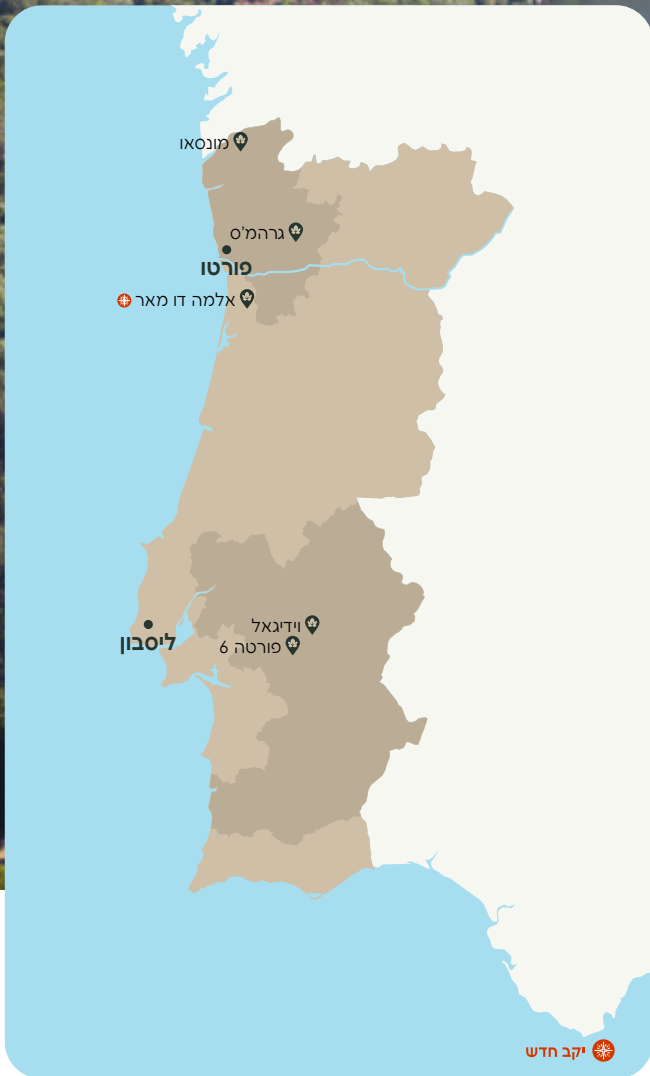 מונסאו
גרהמ'ס
פורטו
אלמה דו מאר
וידיגאל
פורטה 6
ליסבון
יקב חדש